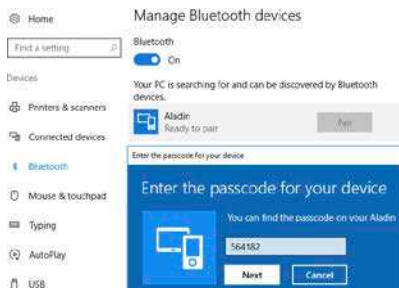 Home
Find a setting
Devices
Printers & scanners
Connected devices
Bluetooth
Mouse & touchpad
Typing
AutoPlay
USB
Manage Bluetooth devices
Bluetooth
On
Your PC is searching for and can be discovered by Bluetooth
devices.
Aladin
Ready to pair
Pair
Enter the passcode for your device
Enter the passcode for your device
You can find the passcode on your Aladin
564182
Next
Cancel